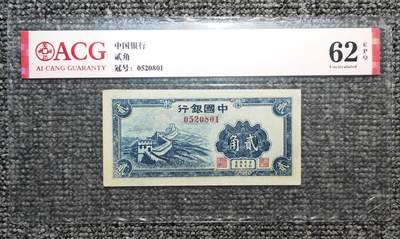 ACG
AI CANG GUARANTY
中国银行
贰角
冠号: 0520801
62
EPQ
Uncirculated
行銀國中
0520801
角貳